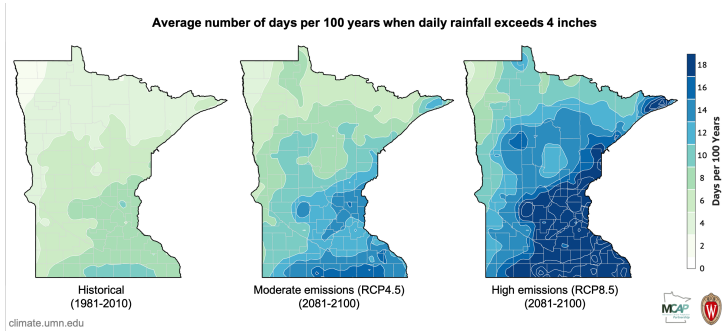 Average number of days per 100 years when daily rainfall exceeds 4 inches
18
16
14
12
10
8
6
4
2
0
Days per 100 Years
Historical
(1981-2010)
Moderate emissions (RCP4.5)
(2081-2100)
High emissions (RCP8.5)
(2081-2100)
climate.umn.edu
MCAP
W